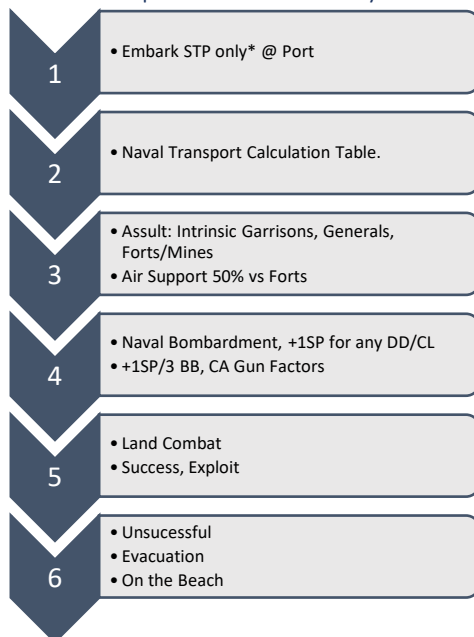 1
• Embark STP only* @ Port
2
• Naval Transport Calculation Table.
3
• Assult: Intrinsic Garrisons, Generals,
Forts/Mines
• Air Support 50% vs Forts
4
• Naval Bombardment, +1SP for any DD/CL
• +1SP/3 BB, CA Gun Factors
5
• Land Combat
• Success, Exploit
6
• Unsucessful
• Evacuation
• On the Beach